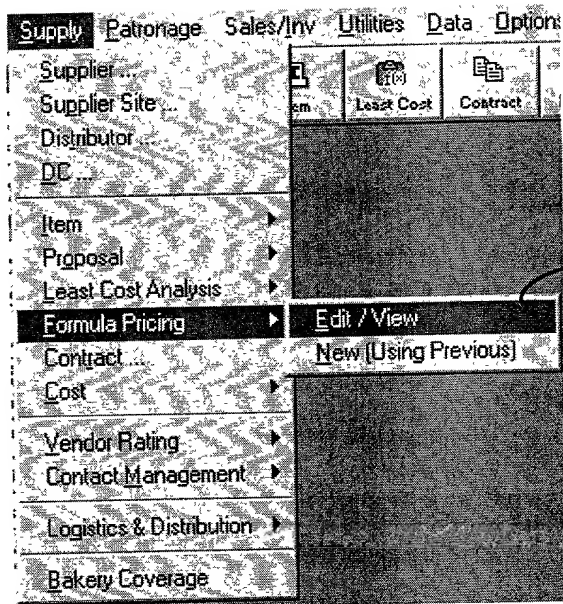 Supply Patronage Sales/Inv Utilities Data Option
Supplier ...
Supplier Site ...
Distributor ...
DC ...
Least Cost Contract
Item
Proposal
Least Cost Analysis
Formula Pricing
Edit / View
New (Using Previous)
Contract ...
Cost
Vendor Rating
Contact Management
Logistics & Distribution
Bakery Coverage